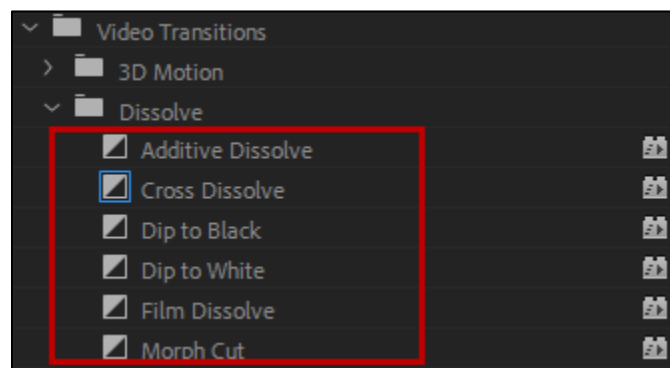 Video Transitions
3D Motion
Dissolve
Additive Dissolve
Cross Dissolve
Dip to Black
Dip to White
Film Dissolve
Morph Cut